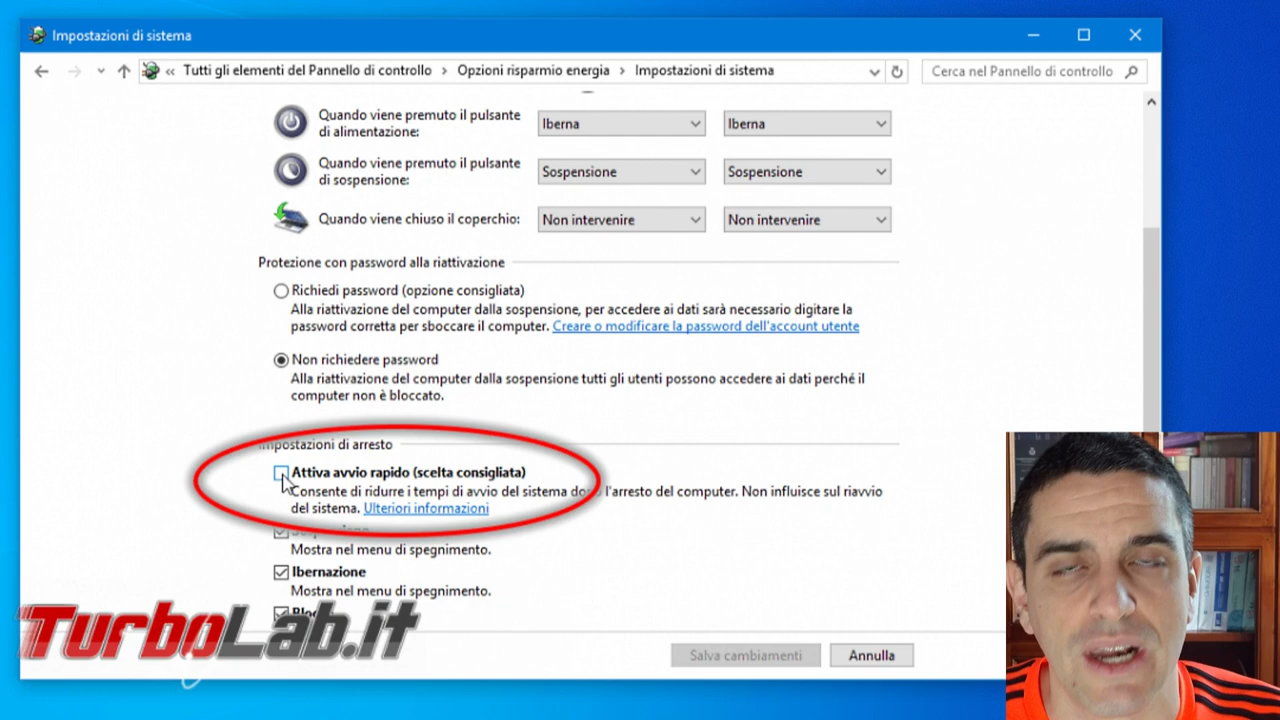 Impostazioni di sistema
« Tutti gli elementi del Pannello di controllo › Opzioni risparmio energia › Impostazioni di sistema
Cerca nel Pannello di controllo
Quando viene premuto il pulsante di alimentazione:
Iberna
Iberna
Quando viene premuto il pulsante di sospensione:
Sospensione
Sospensione
Quando viene chiuso il coperchio:
Non intervenire
Non intervenire
Protezione con password alla riattivazione
Richiedi password (opzione consigliata)
Alla riattivazione del computer dalla sospensione, per accedere ai dati sarà necessario digitare la
password corretta per sboccare il computer. Creare o modificare la password dell'account utente
Non richiedere password
Alla riattivazione del computer dalla sospensione tutti gli utenti possono accedere ai dati perché il
computer non è bloccato.
Impostazioni di arresto
Attiva avvio rapido (scelta consigliata)
Consente di ridurre i tempi di avvio del sistema dopo l'arresto del computer. Non influisce sul riavvio
del sistema. Ulteriori informazioni
Sospensione
Mostra nel menu di spegnimento.
Ibernazione
Mostra nel menu di spegnimento.
TurboLab.it
Salva cambiamenti
Annulla